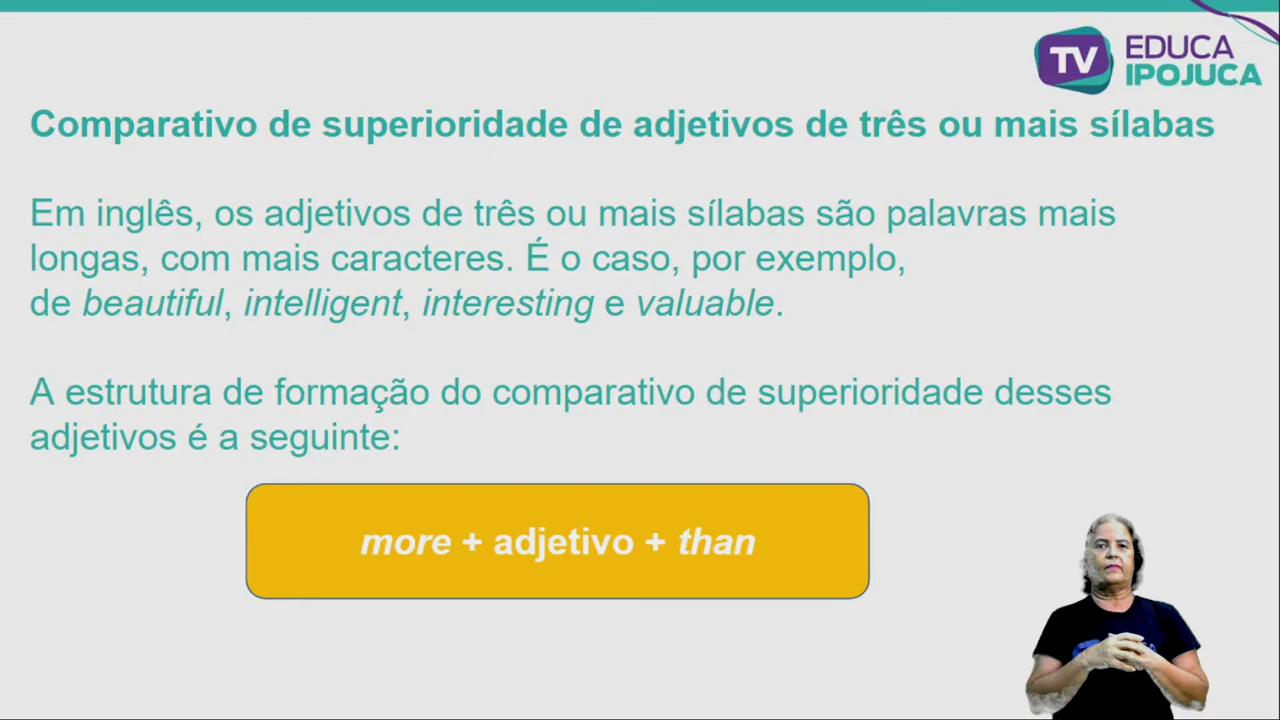 TV EDUCA
IPOJUCA
Comparativo de superioridade de adjetivos de três ou mais sílabas
Em inglês, os adjetivos de três ou mais sílabas são palavras mais
longas, com mais caracteres. É o caso, por exemplo,
de beautiful, intelligent, interesting e valuable.
A estrutura de formação do comparativo de superioridade desses
adjetivos é a seguinte:
more + adjetivo + than